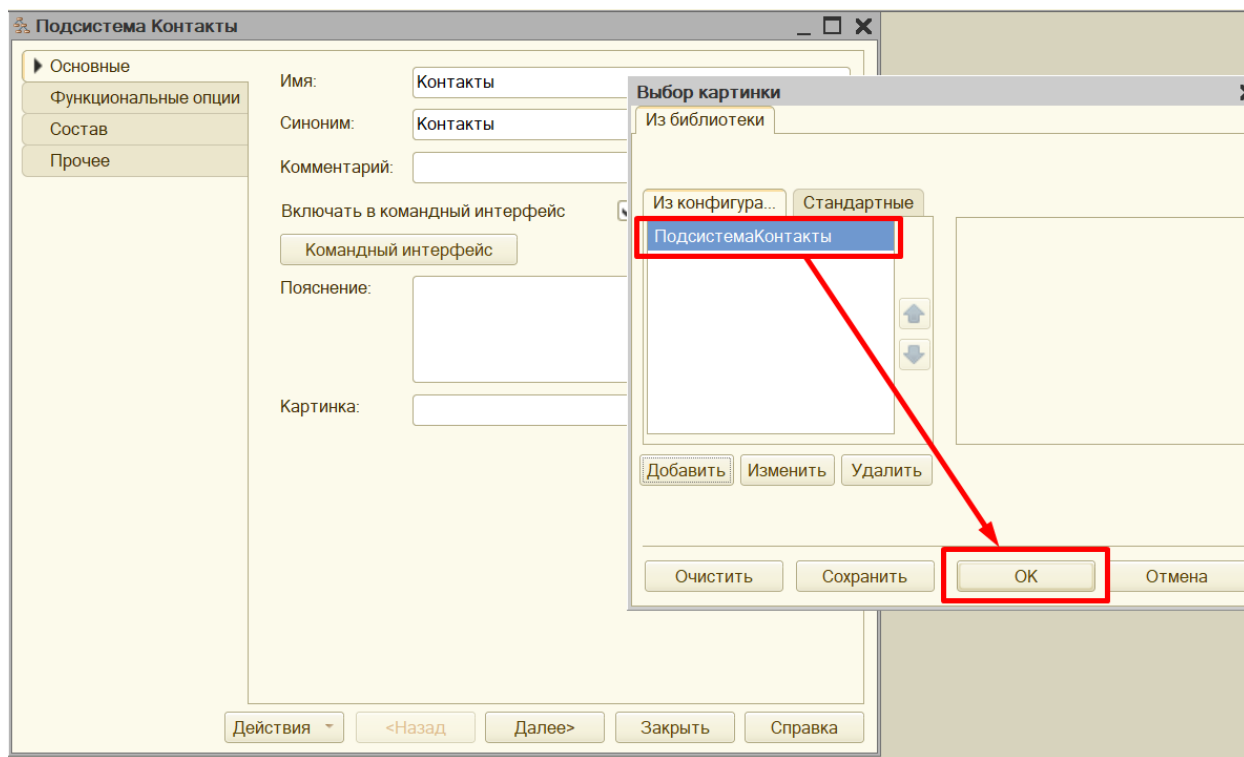 Подсистема Контакты
Основные
Функциональные опции
Состав
Прочее
Имя:
Контакты
Синоним:
Контакты
Комментарий:
Включать в командный интерфейс
Командный интерфейс
Пояснение:
Картинка:
Действия
<Назад
Далее>
Закрыть
Справка
Выбор картинки
Из библиотеки
Из конфигура...
Стандартные
ПодсистемаКонтакты
Добавить
Изменить
Удалить
Очистить
Сохранить
OK
Отмена